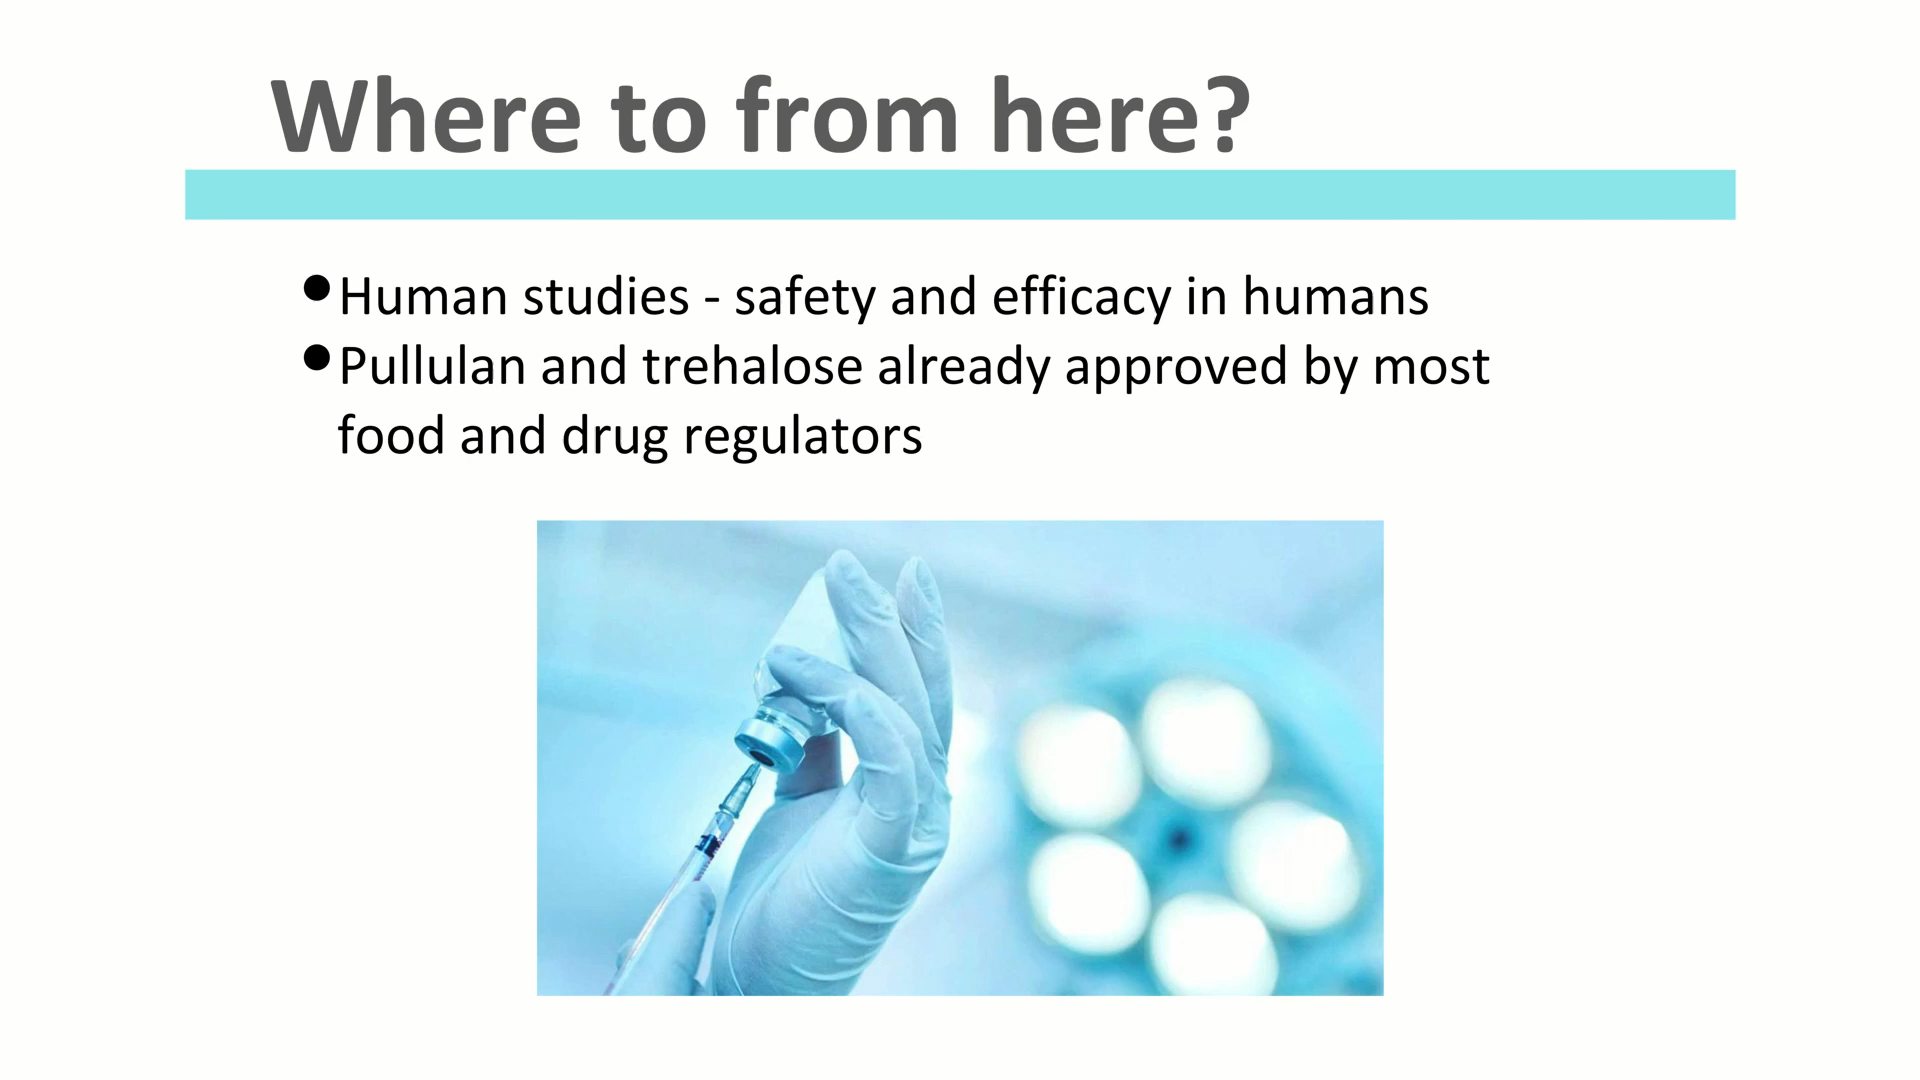 Where to from here?
•Human studies - safety and efficacy in humans
•Pullulan and trehalose already approved by most
food and drug regulators